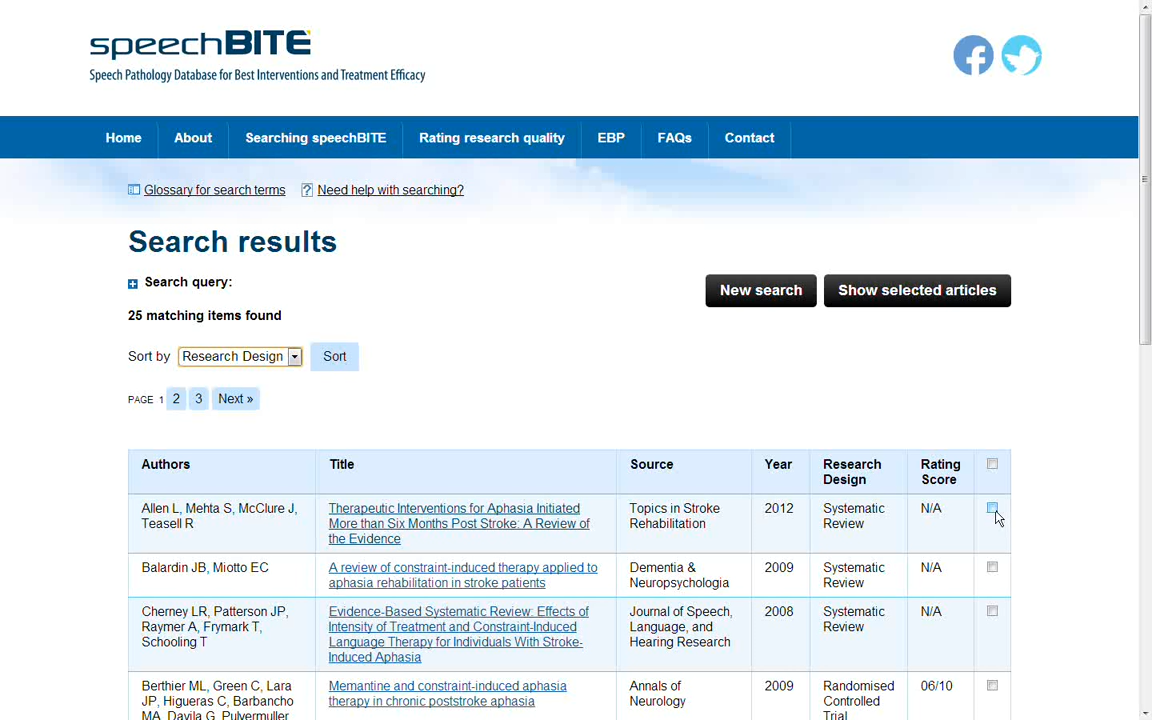 speechBITE
Speech Pathology Database for Best Interventions and Treatment Efficacy
Home
About
Searching speechBITE
Rating research quality
EBP
FAQs
Contact
Glossary for search terms
? Need help with searching?
Search results
Search query:
New search
Show selected articles
25 matching items found
Sort by
Research Design
Sort
PAGE 1 2 3 Next »
Authors
Title
Source
Year
Research
Design
Rating
Score
Allen L, Mehta S, McClure J,
Teasell R
Therapeutic Interventions for Aphasia Initiated
More than Six Months Post Stroke: A Review of
the Evidence
Topics in Stroke
Rehabilitation
2012
Systematic
Review
N/A
Balardin JB, Miotto EC
A review of constraint-induced therapy applied to
aphasia rehabilitation in stroke patients
Dementia &
Neuropsychologia
2009
Systematic
Review
N/A
Cherney LR, Patterson JP,
Raymer A, Frymark T,
Schooling T
Evidence-Based Systematic Review: Effects of
Intensity of Treatment and Constraint-Induced
Language Therapy for Individuals With Stroke-
Induced Aphasia
Journal of Speech,
Language, and
Hearing Research
2008
Systematic
Review
N/A
Berthier ML, Green C, Lara
JP, Higueras C, Barbancho
MA, Davila G, Pulvermuller
Memantine and constraint-induced aphasia
therapy in chronic poststroke aphasia
Annals of
Neurology
2009
Randomised
Controlled
Trial
06/10